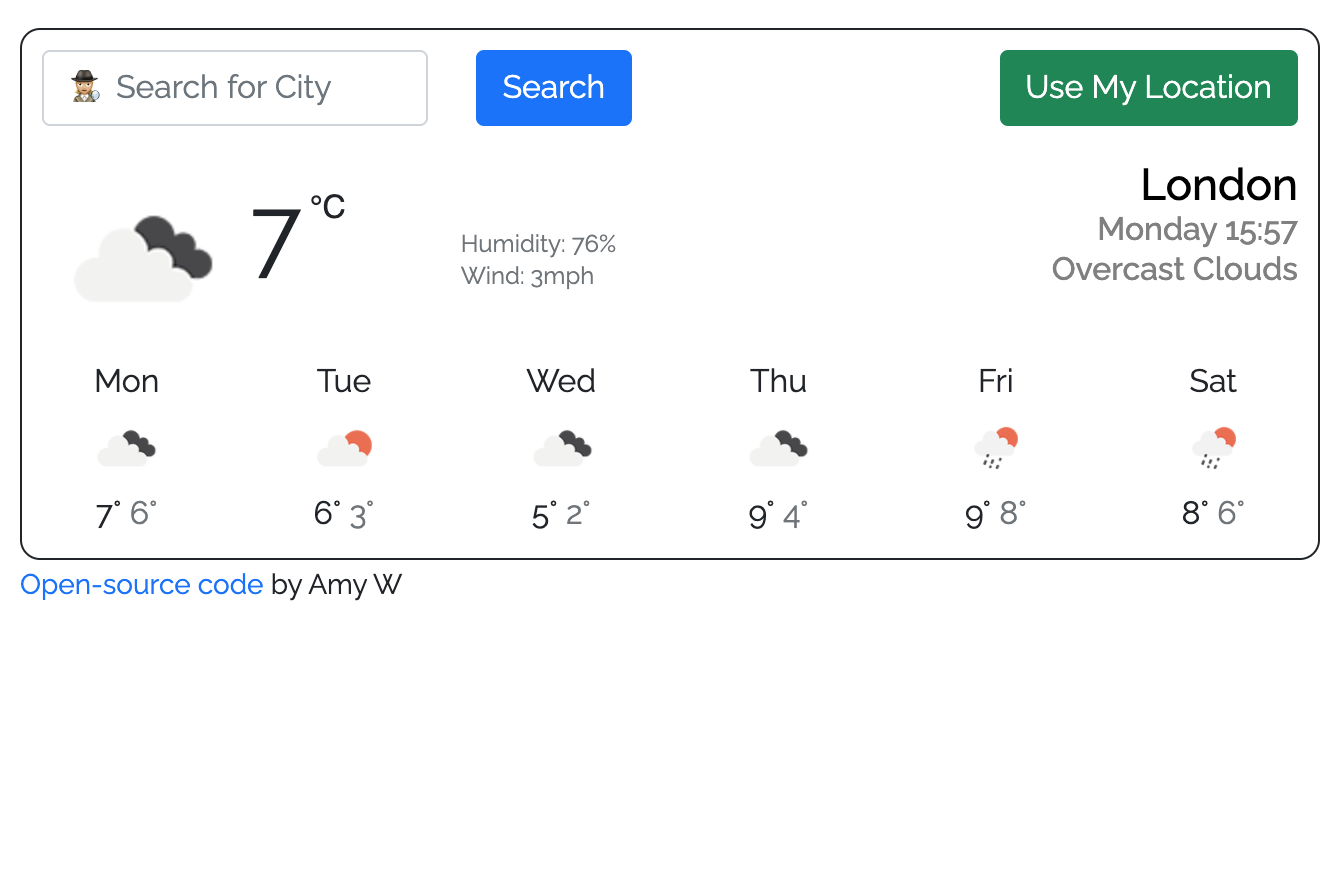 Search for City
Search
Use My Location
London
Monday 15:57
Overcast Clouds
7 °C
Humidity: 76%
Wind: 3mph
Mon Tue Wed Thu Fri Sat
7° 6° 6° 3° 5° 2° 9° 4° 9° 8° 8° 6°
Open-source code by Amy W